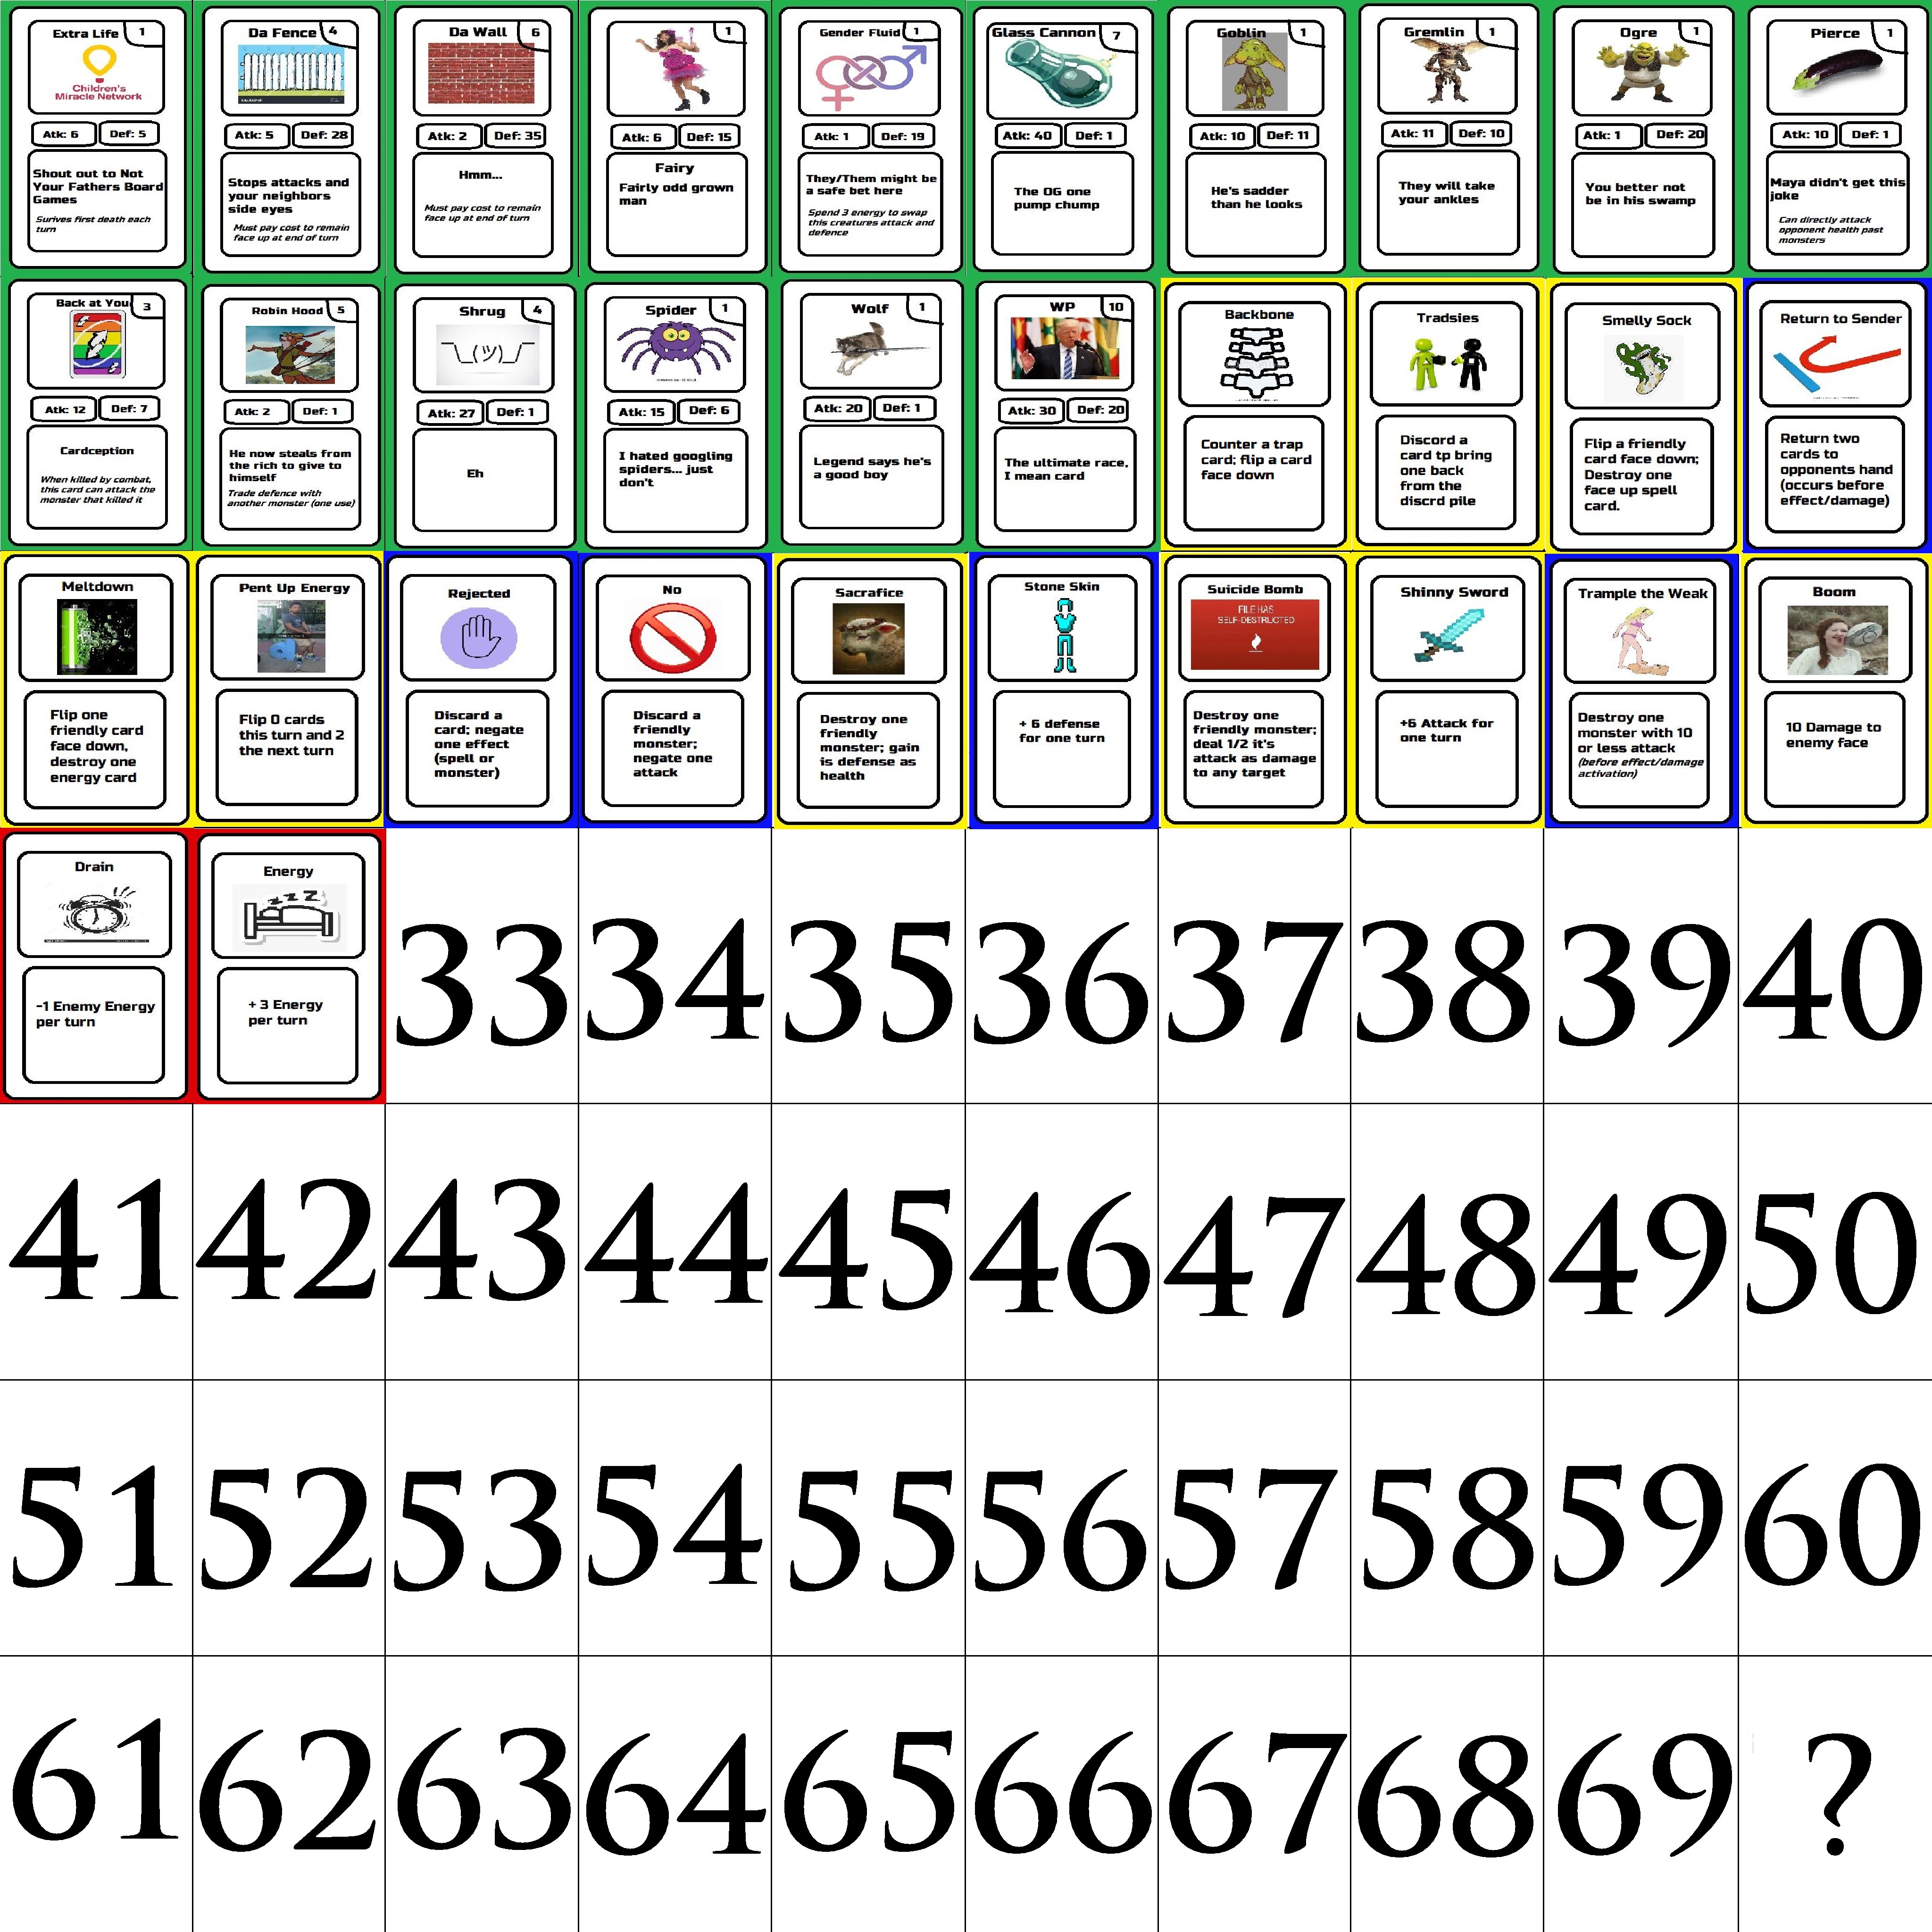 Extra Life 1
Children's
Miracle Network
Atk: 6 Def: 5
Shout out to Not
Your Fathers Board
Games
Surives first death each
turn
Da Fence 4
Atk: 5 Def: 28
Stops attacks and
your neighbors
side eyes
Must pay cost to remain
face up at end of turn
Da Wall 6
Atk: 2 Def: 35
Hmm...
Must pay cost to remain
face up at end of turn
1
Atk: 6 Def: 15
Fairy
Fairly odd grown
man
Gender Fluid 1
Atk: 1 Def: 19
They/Them might be
a safe bet here
Spend 3 energy to swap
this creatures attack and
defence
Glass Cannon 7
Atk: 40 Def: 1
The OG one
pump chump
Goblin 1
Atk: 10 Def: 11
He's sadder
than he looks
Gremlin 1
Atk: 11 Def: 10
They will take
your ankles
Ogre 1
Atk: 1 Def: 20
You better not
be in his swamp
Pierce 1
Atk: 10 Def: 1
Maya didn't get this
joke
Can directly attack
opponent health past
monsters
Back at You 3
Atk: 12 Def: 7
Cardception
When killed by combat,
this card can attack the
monster that killed it
Robin Hood 5
Atk: 2 Def: 1
He now steals from
the rich to give to
himself
Trade defence with
another monster (one use)
Shrug 4
¯\_(ツ)_/¯
Atk: 27 Def: 1
Eh
Spider 1
Atk: 15 Def: 6
I hated googling
spiders... just
don't
Wolf 1
Atk: 20 Def: 1
Legend says he's
a good boy
WP 10
Atk: 30 Def: 20
The ultimate race,
I mean card
Backbone
Counter a trap
card; flip a card
face down
Tradsies
Discord a
card tp bring
one back
from the
discrd pile
Smelly Sock
Flip a friendly
card face down;
Destroy one
face up spell
card.
Return to Sender
Return two
cards to
opponents hand
(occurs before
effect/damage)
Meltdown
Flip one
friendly card
face down,
destroy one
energy card
Pent Up Energy
Flip 0 cards
this turn and 2
the next turn
Rejected
Discard a
card; negate
one effect
(spell or
monster)
No
Discard a
friendly
monster;
negate one
attack
Sacrafice
Destroy one
friendly
monster; gain
is defense as
health
Stone Skin
+ 6 defense
for one turn
Suicide Bomb
FILE HAS
SELF-DESTRUCTED
Destroy one
friendly monster;
deal 1/2 it's
attack as damage
to any target
Shinny Sword
+6 Attack for
one turn
Trample the Weak
Destroy one
monster with 10
or less attack
(before effect/damage
activation)
Boom
10 Damage to
enemy face
Drain
-1 Enemy Energy
per turn
Energy
z z Z
+ 3 Energy
per turn
33 34 35 36 37 38 39 40
41 42 43 44 45 46 47 48 49 50
51 52 53 54 55 56 57 58 59 60
61 62 63 64 65 66 67 68 69 ?